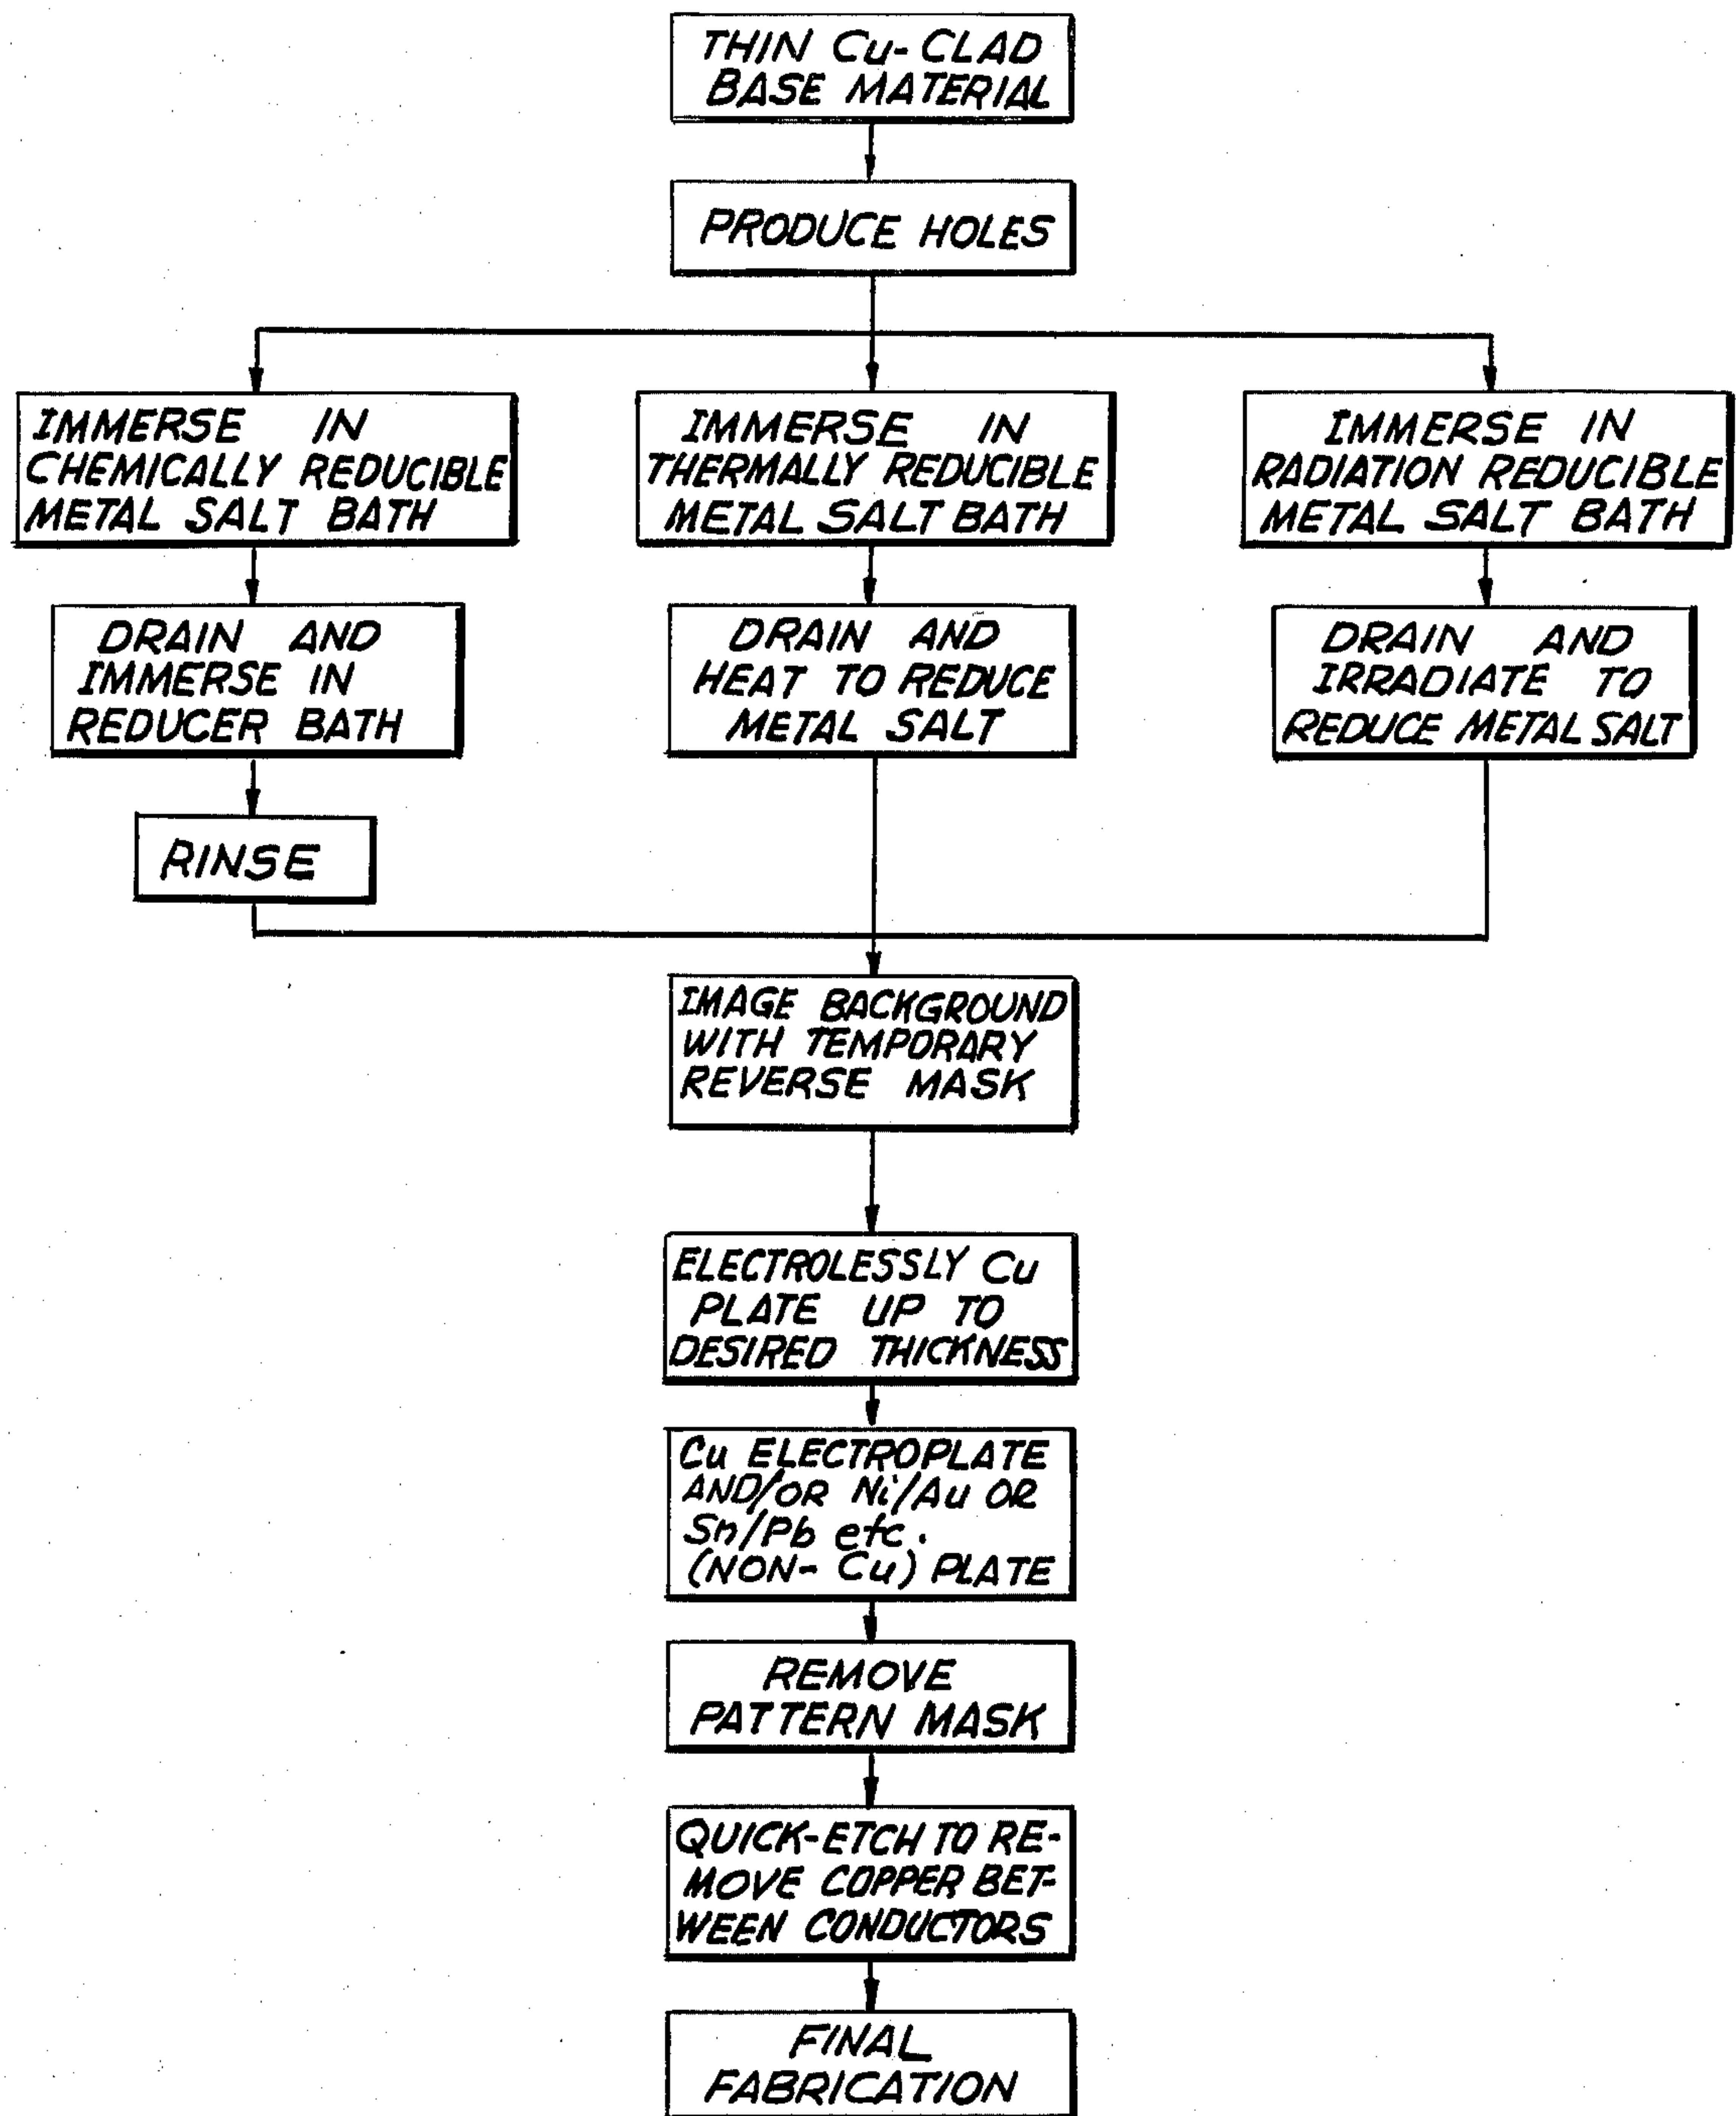 THIN Cu-CLAD
BASE MATERIAL
PRODUCE HOLES
IMMERSE IN
CHEMICALLY REDUCIBLE
METAL SALT BATH
IMMERSE IN
THERMALLY REDUCIBLE
METAL SALT BATH
IMMERSE IN
RADIATION REDUCIBLE
METAL SALT BATH
DRAIN AND
IMMERSE IN
REDUCER BATH
DRAIN AND
HEAT TO REDUCE
METAL SALT
DRAIN AND
IRRADIATE TO
REDUCE METAL SALT
RINSE
IMAGE BACKGROUND
WITH TEMPORARY
REVERSE MASK
ELECTROLESSLY Cu
PLATE UP TO
DESIRED THICKNESS
Cu ELECTROPLATE
AND/OR Ni/Au OR
Sn/Pb etc.
(NON- Cu) PLATE
REMOVE
PATTERN MASK
QUICK-ETCH TO RE-
MOVE COPPER BET-
WEEN CONDUCTORS
FINAL
FABRICATION